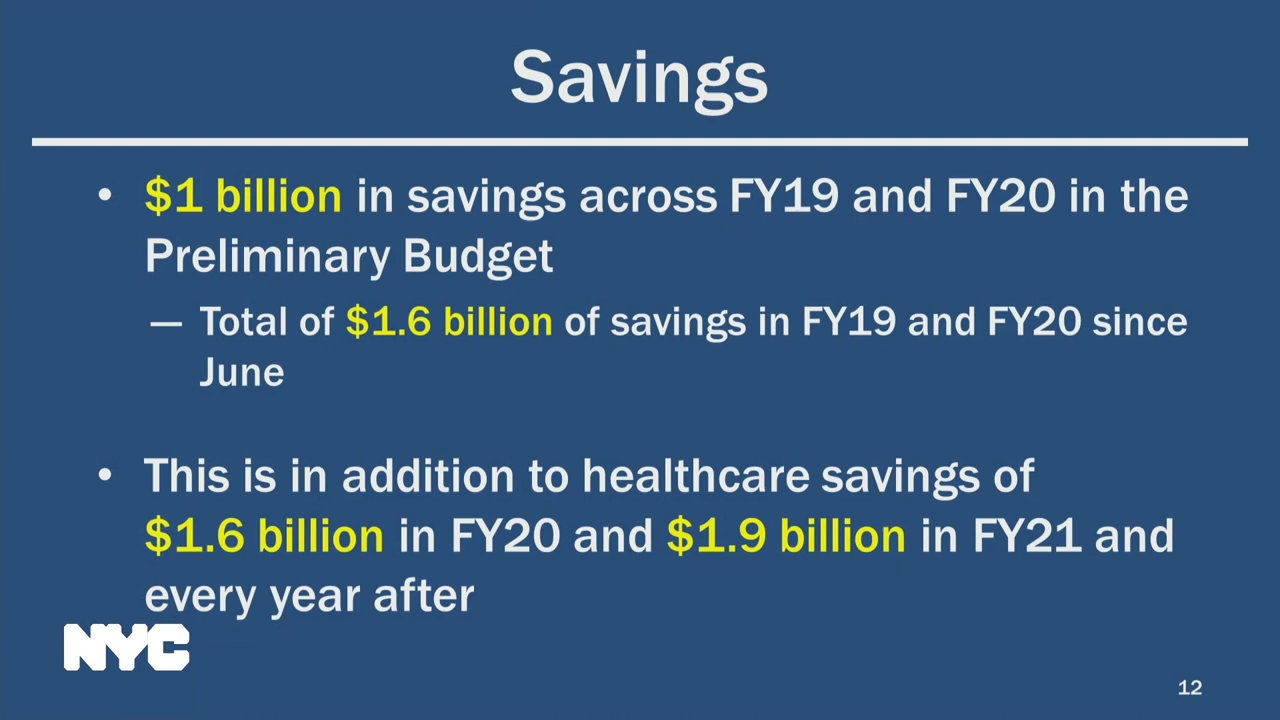 Savings
• $1 billion in savings across FY19 and FY20 in the
Preliminary Budget
— Total of $1.6 billion of savings in FY19 and FY20 since
June
• This is in addition to healthcare savings of
$1.6 billion in FY20 and $1.9 billion in FY21 and
every year after
NYC
12